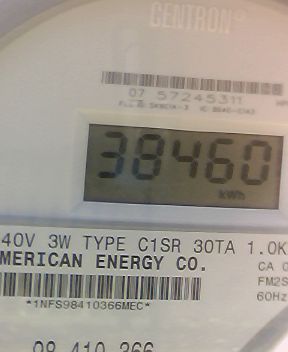 CENTRON®
07 57245311
38460
kWh
40V 3W TYPE C1SR 30TA 1.0K
MERICAN ENERGY CO.
CA 0
FM2S
60Hz
*1NFS98410366MEC*
98 410 366